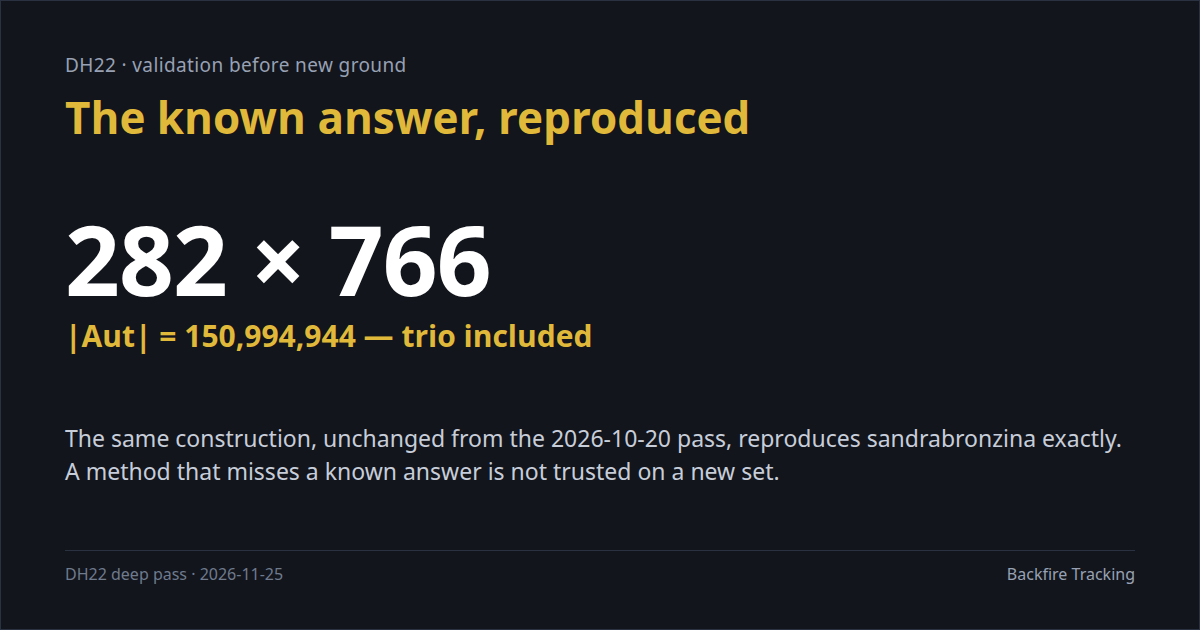 DH22 · validation before new ground
The known answer, reproduced
282 × 766
|Aut| = 150,994,944 — trio included
The same construction, unchanged from the 2026-10-20 pass, reproduces sandrabronzina exactly.
A method that misses a known answer is not trusted on a new set.
DH22 deep pass · 2026-11-25
Backfire Tracking